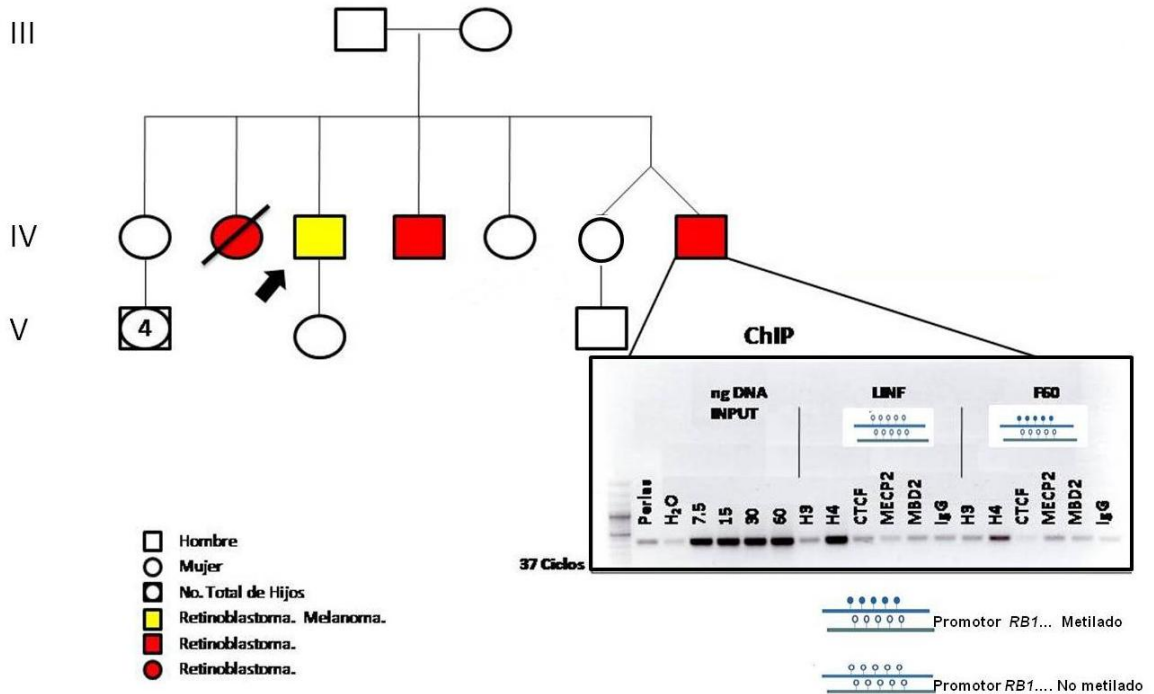 III
IV
V
4
ChIP
ng DNA
INPUT
LINF
F60
Perlas
H₂O
7.5
15
30
60
H3
H4
CTCF
MECP2
MBD2
IgG
H3
H4
CTCF
MECP2
MBD2
IgG
37 Ciclos
Hombre
Mujer
No. Total de Hijos
Retinoblastoma. Melanoma.
Retinoblastoma.
Retinoblastoma.
Promotor RB1... Metilado
Promotor RB1.... No metilado